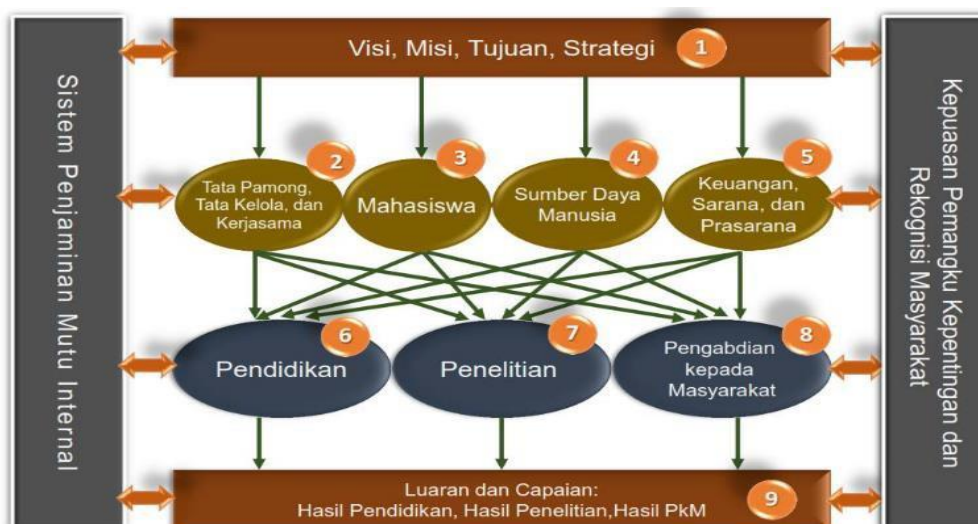 Sistem Penjaminan Mutu Internal
Visi, Misi, Tujuan, Strategi
1
2
Tata Pamong,
Tata Kelola, dan
Kerjasama
3
Mahasiswa
4
Sumber Daya
Manusia
5
Keuangan,
Sarana, dan
Prasarana
6
Pendidikan
7
Penelitian
8
Pengabdian
kepada
Masyarakat
Luaran dan Capaian:
Hasil Pendidikan, Hasil Penelitian,Hasil PkM
9
Kepuasan Pemangku Kepentingan dan
Rekognisi Masyarakat